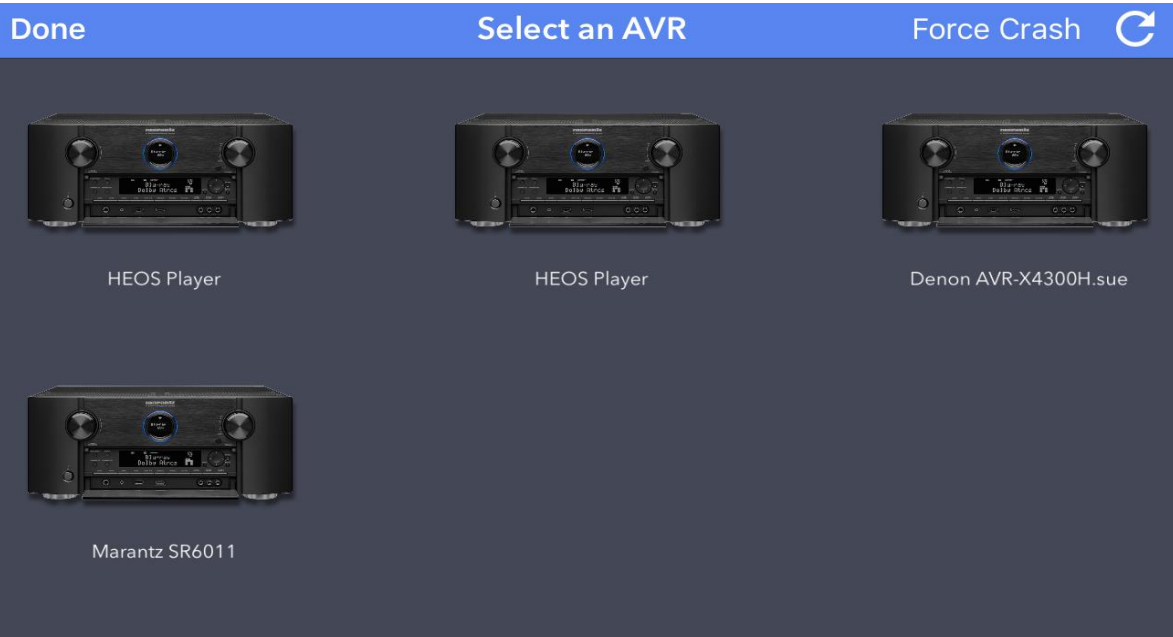 Done
Select an AVR
Force Crash
HEOS Player
HEOS Player
Denon AVR-X4300H.sue
Marantz SR6011